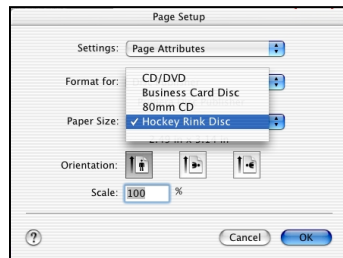 Page Setup
Settings: Page Attributes
Format for:
CD/DVD
Business Card Disc
80mm CD
Paper Size: ✓ Hockey Rink Disc
Orientation:
Scale: 100 %
? Cancel OK